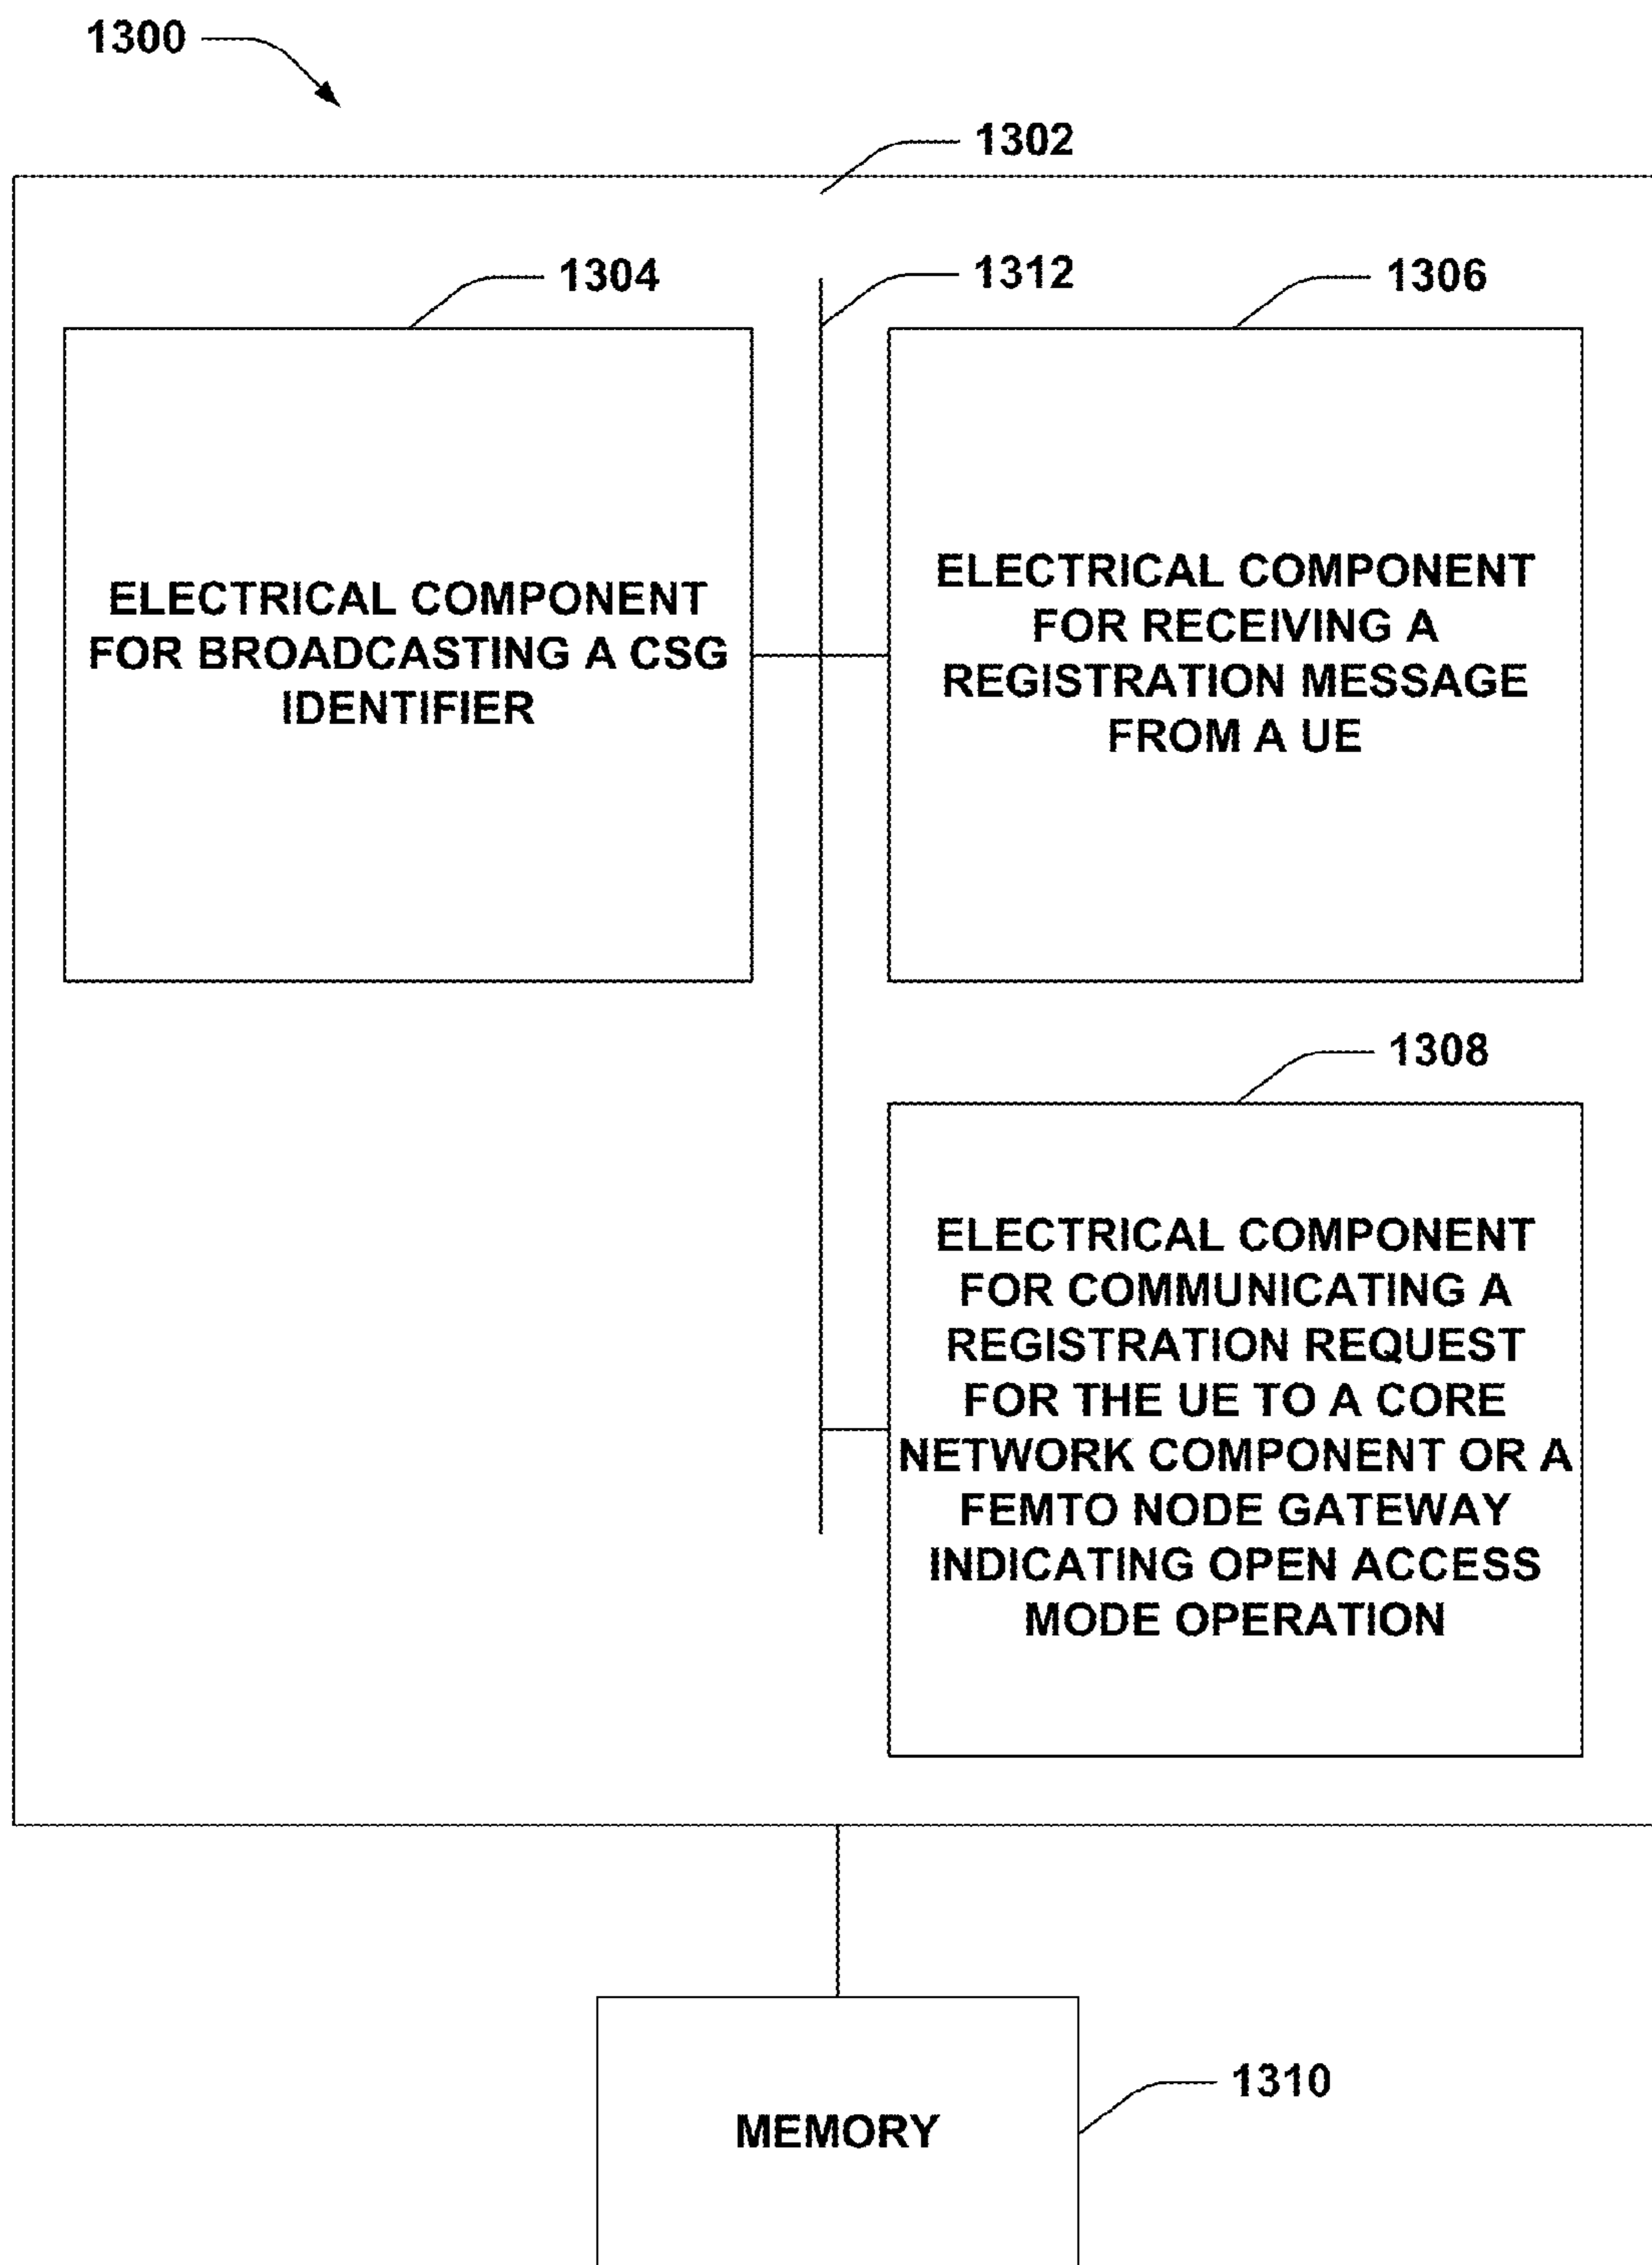 1300
1302
1304
1312
1306
ELECTRICAL COMPONENT
FOR BROADCASTING A CSG
IDENTIFIER
ELECTRICAL COMPONENT
FOR RECEIVING A
REGISTRATION MESSAGE
FROM A UE
1308
ELECTRICAL COMPONENT
FOR COMMUNICATING A
REGISTRATION REQUEST
FOR THE UE TO A CORE
NETWORK COMPONENT OR A
FEMTO NODE GATEWAY
INDICATING OPEN ACCESS
MODE OPERATION
1310
MEMORY